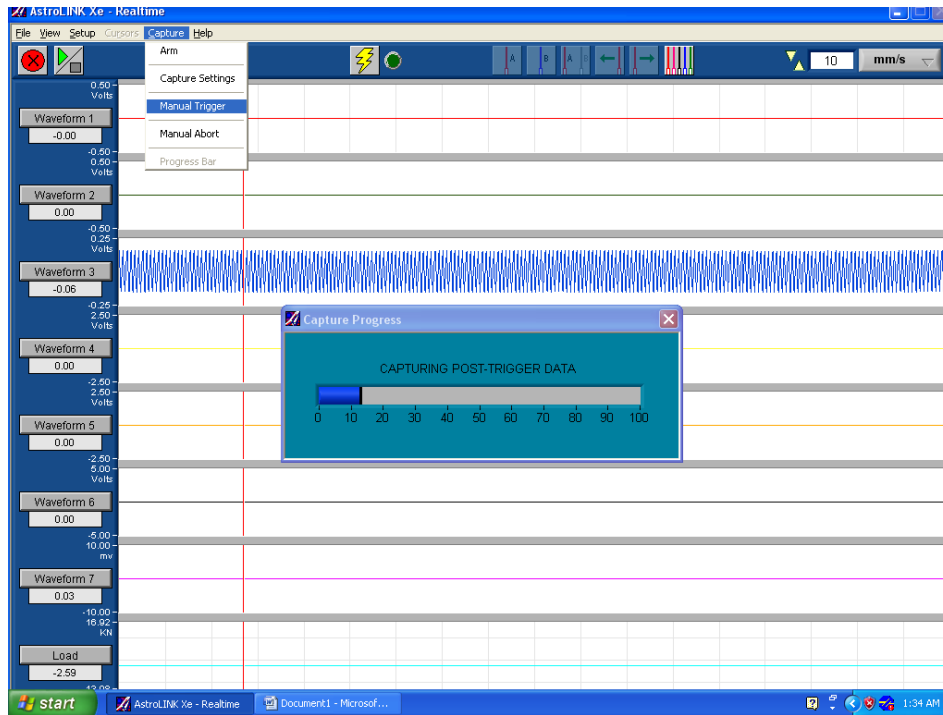 AstroLINK Xe - Realtime
File View Setup Cursors Capture Help
Arm
Capture Settings
Manual Trigger
Manual Abort
Progress Bar
A B A B
10 mm/s
0.50
Volts
Waveform 1
-0.00
-0.50
0.50
Volts
Waveform 2
0.00
-0.50
0.25
Volts
Waveform 3
-0.06
-0.25
2.50
Volts
Waveform 4
0.00
-2.50
2.50
Volts
Waveform 5
0.00
-2.50
5.00
Volts
Waveform 6
0.00
-5.00
10.00
mv
Waveform 7
0.03
-10.00
16.92
KN
Load
-2.59
Capture Progress
CAPTURING POST-TRIGGER DATA
0 10 20 30 40 50 60 70 80 90 100
start
AstroLINK Xe - Realtime
Document1 - Microsof...
1:34 AM